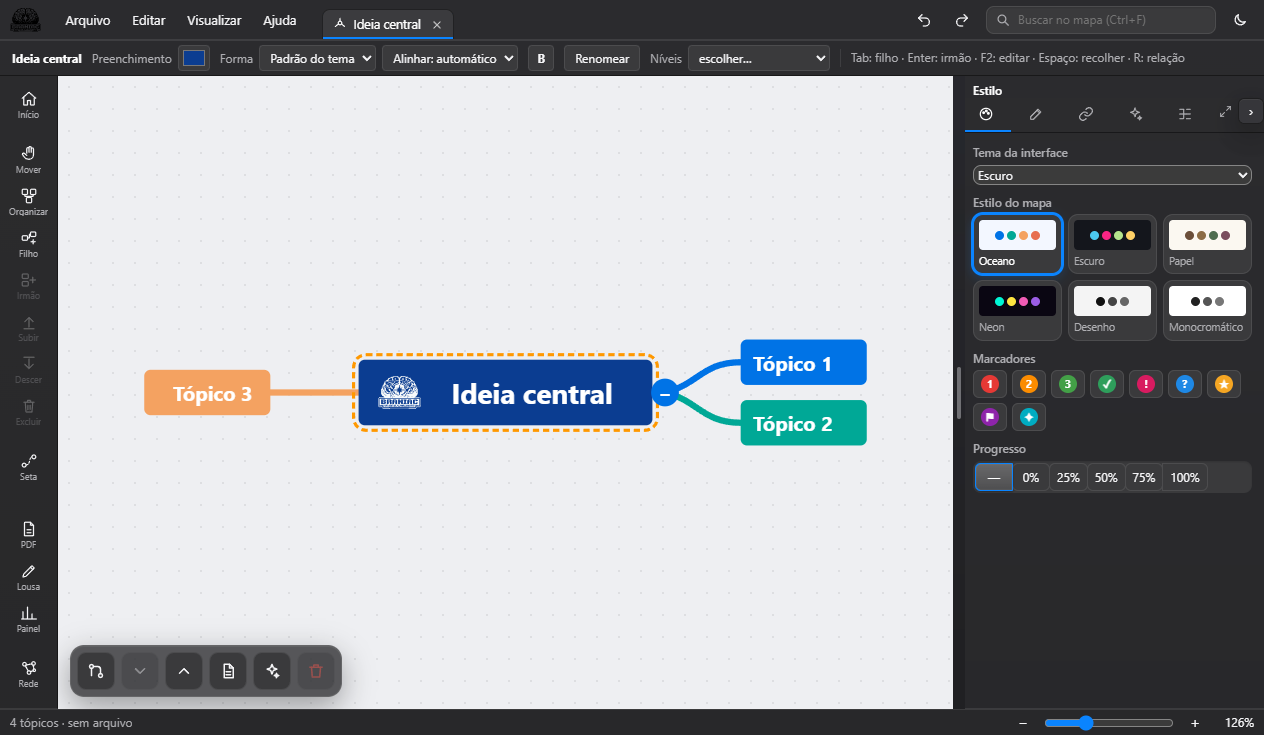 Arquivo Editar Visualizar Ajuda Ideia central × Buscar no mapa (Ctrl+F)
Ideia central Preenchimento Forma Padrão do tema Alinhar: automático B Renomear Níveis escolher... Tab: filho · Enter: irmão · F2: editar · Espaço: recolher · R: relação
Início
Mover
Organizar
Filho
Irmão
Subir
Descer
Excluir
Seta
PDF
Lousa
Painel
Rede
Tópico 3
BRAINIAC
Ideia central
–
Tópico 1
Tópico 2
Estilo
›
Tema da interface
Escuro
Estilo do mapa
Oceano Escuro Papel
Neon Desenho Monocromático
Marcadores
1 2 3 ✓ ! ? ★
Progresso
— 0% 25% 50% 75% 100%
4 tópicos · sem arquivo − + 126%